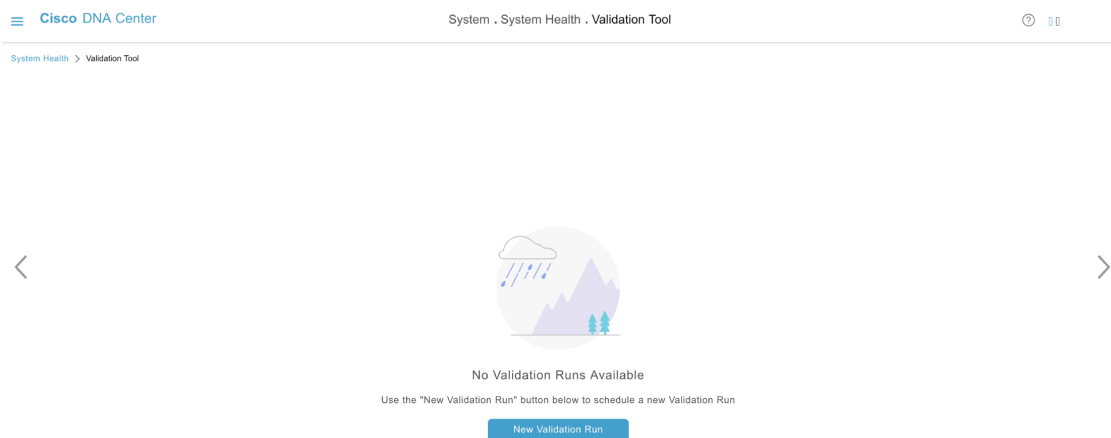 Cisco DNA Center
System . System Health . Validation Tool
System Health > Validation Tool
No Validation Runs Available
Use the "New Validation Run" button below to schedule a new Validation Run
New Validation Run